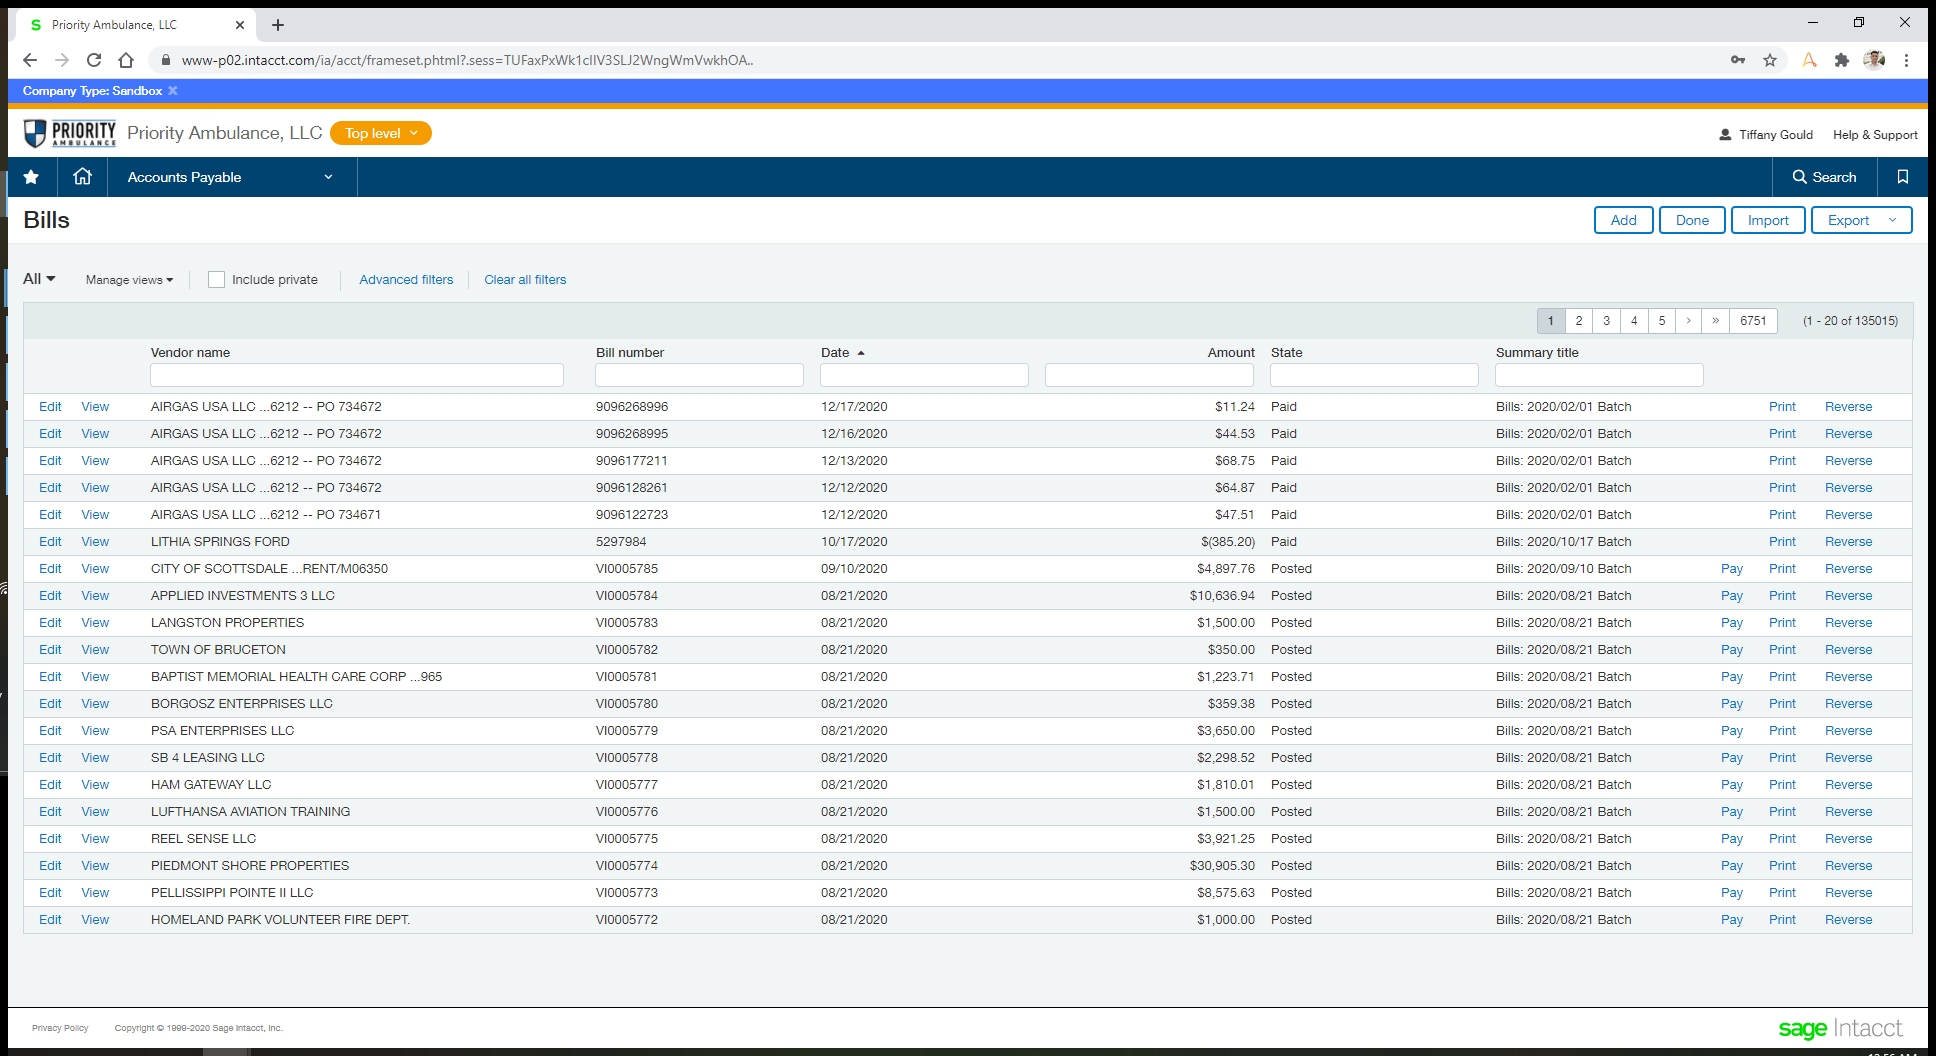 Priority Ambulance, LLC
www-p02.intacct.com/ia/acct/frameset.phtml?.sess=TUFaxPxWk1cIIV3SLJ2WngWmVwkhOA..
Company Type: Sandbox
PRIORITY AMBULANCE Priority Ambulance, LLC Top level Tiffany Gould Help & Support
Accounts Payable Search
Bills Add Done Import Export
All Manage views Include private Advanced filters Clear all filters
1 2 3 4 5 › » 6751 (1 - 20 of 135015)
Vendor name Bill number Date Amount State Summary title
Edit View AIRGAS USA LLC ...6212 -- PO 734672 9096268996 12/17/2020 $11.24 Paid Bills: 2020/02/01 Batch Print Reverse
Edit View AIRGAS USA LLC ...6212 -- PO 734672 9096268995 12/16/2020 $44.53 Paid Bills: 2020/02/01 Batch Print Reverse
Edit View AIRGAS USA LLC ...6212 -- PO 734672 9096177211 12/13/2020 $68.75 Paid Bills: 2020/02/01 Batch Print Reverse
Edit View AIRGAS USA LLC ...6212 -- PO 734672 9096128261 12/12/2020 $64.87 Paid Bills: 2020/02/01 Batch Print Reverse
Edit View AIRGAS USA LLC ...6212 -- PO 734671 9096122723 12/12/2020 $47.51 Paid Bills: 2020/02/01 Batch Print Reverse
Edit View LITHIA SPRINGS FORD 5297984 10/17/2020 $(385.20) Paid Bills: 2020/10/17 Batch Print Reverse
Edit View CITY OF SCOTTSDALE ...RENT/M06350 VI0005785 09/10/2020 $4,897.76 Posted Bills: 2020/09/10 Batch Pay Print Reverse
Edit View APPLIED INVESTMENTS 3 LLC VI0005784 08/21/2020 $10,636.94 Posted Bills: 2020/08/21 Batch Pay Print Reverse
Edit View LANGSTON PROPERTIES VI0005783 08/21/2020 $1,500.00 Posted Bills: 2020/08/21 Batch Pay Print Reverse
Edit View TOWN OF BRUCETON VI0005782 08/21/2020 $350.00 Posted Bills: 2020/08/21 Batch Pay Print Reverse
Edit View BAPTIST MEMORIAL HEALTH CARE CORP ...965 VI0005781 08/21/2020 $1,223.71 Posted Bills: 2020/08/21 Batch Pay Print Reverse
Edit View BORGOSZ ENTERPRISES LLC VI0005780 08/21/2020 $359.38 Posted Bills: 2020/08/21 Batch Pay Print Reverse
Edit View PSA ENTERPRISES LLC VI0005779 08/21/2020 $3,650.00 Posted Bills: 2020/08/21 Batch Pay Print Reverse
Edit View SB 4 LEASING LLC VI0005778 08/21/2020 $2,298.52 Posted Bills: 2020/08/21 Batch Pay Print Reverse
Edit View HAM GATEWAY LLC VI0005777 08/21/2020 $1,810.01 Posted Bills: 2020/08/21 Batch Pay Print Reverse
Edit View LUFTHANSA AVIATION TRAINING VI0005776 08/21/2020 $1,500.00 Posted Bills: 2020/08/21 Batch Pay Print Reverse
Edit View REEL SENSE LLC VI0005775 08/21/2020 $3,921.25 Posted Bills: 2020/08/21 Batch Pay Print Reverse
Edit View PIEDMONT SHORE PROPERTIES VI0005774 08/21/2020 $30,905.30 Posted Bills: 2020/08/21 Batch Pay Print Reverse
Edit View PELLISSIPPI POINTE II LLC VI0005773 08/21/2020 $8,575.63 Posted Bills: 2020/08/21 Batch Pay Print Reverse
Edit View HOMELAND PARK VOLUNTEER FIRE DEPT. VI0005772 08/21/2020 $1,000.00 Posted Bills: 2020/08/21 Batch Pay Print Reverse
Privacy Policy Copyright © 1999-2020 Sage Intacct, Inc. sage Intacct